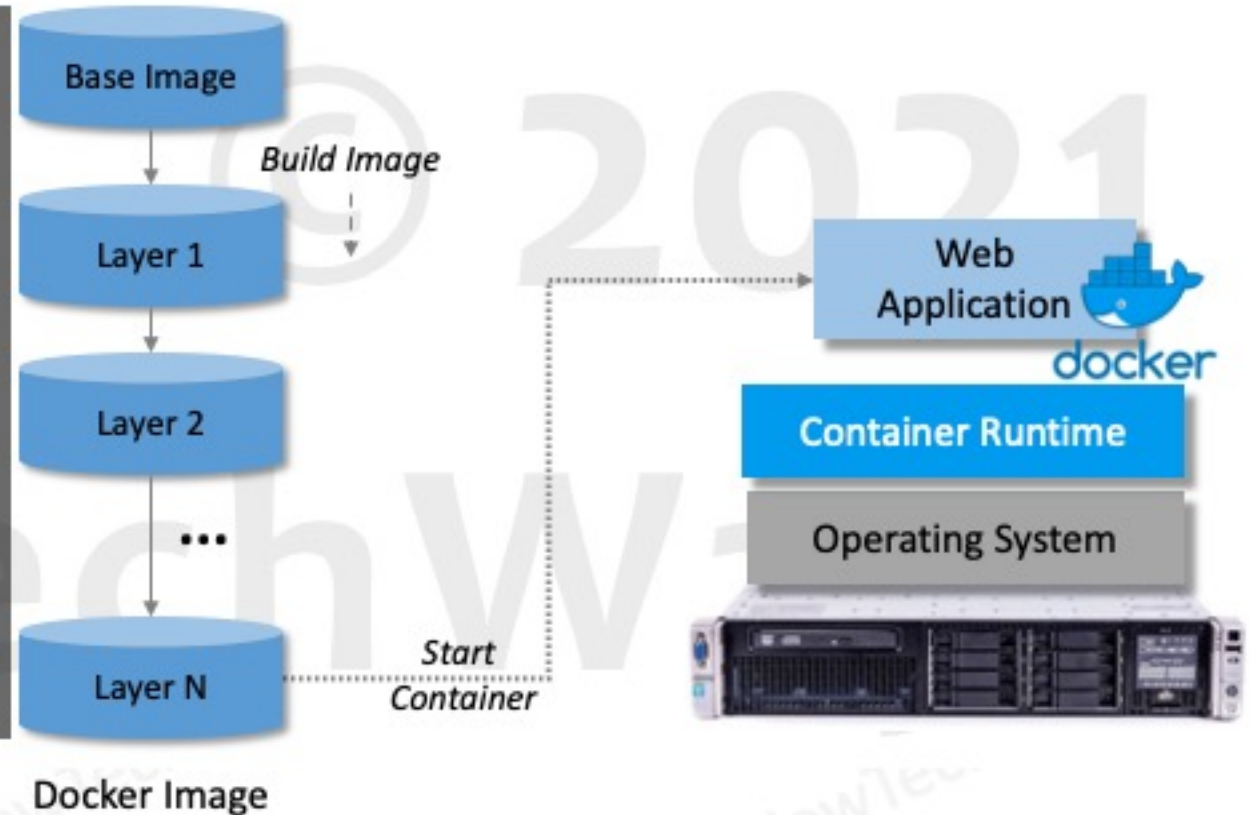 Base Image
© 2021
Build Image
Layer 1
Web
Application
docker
Layer 2
Container Runtime
Operating System
...
Start
Container
Layer N
Docker Image